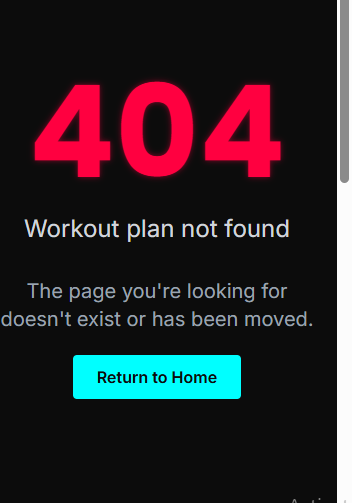 404
Workout plan not found
The page you're looking for
doesn't exist or has been moved.
Return to Home